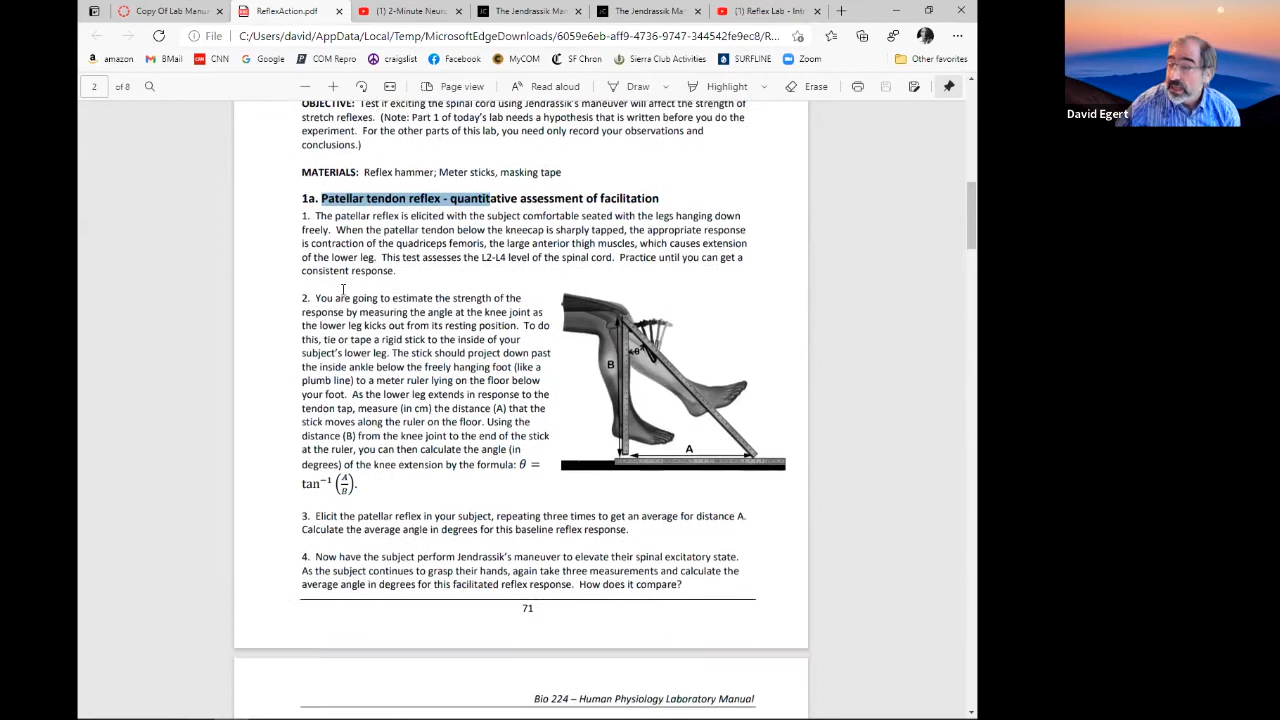 Copy Of Lab Manu
ReflexAction.pdf
(1) 2-Minute Neuro
The Jendrassik Man
The Jendrassik Ma
(1) Reflex Lab - Int
File
C:/Users/david/AppData/Local/Temp/MicrosoftEdgeDownloads/6059e6eb-aff9-4736-9747-344542fe9ec8/R...
amazon
BMail
CNN
Google
COM Repro
craigslist
Facebook
MyCOM
SF Chron
Sierra Club Activities
SURFLINE
Zoom
Other favorites
2 of 8
Page view
Read aloud
Draw
Highlight
Erase
David Egert
OBJECTIVE: Test if exciting the spinal cord using Jendrassik's maneuver will affect the strength of
stretch reflexes. (Note: Part 1 of today's lab needs a hypothesis that is written before you do the
experiment. For the other parts of this lab, you need only record your observations and
conclusions.)
MATERIALS: Reflex hammer; Meter sticks, masking tape
1a. Patellar tendon reflex - quantitative assessment of facilitation
1. The patellar reflex is elicited with the subject comfortable seated with the legs hanging down
freely. When the patellar tendon below the kneecap is sharply tapped, the appropriate response
is contraction of the quadriceps femoris, the large anterior thigh muscles, which causes extension
of the lower leg. This test assesses the L2-L4 level of the spinal cord. Practice until you can get a
consistent response.
2. You are going to estimate the strength of the
response by measuring the angle at the knee joint as
the lower leg kicks out from its resting position. To do
this, tie or tape a rigid stick to the inside of your
subject's lower leg. The stick should project down past
the inside ankle below the freely hanging foot (like a
plumb line) to a meter ruler lying on the floor below
your foot. As the lower leg extends in response to the
tendon tap, measure (in cm) the distance (A) that the
stick moves along the ruler on the floor. Using the
distance (B) from the knee joint to the end of the stick
at the ruler, you can then calculate the angle (in
degrees) of the knee extension by the formula: θ =
tan⁻¹ (A/B).
θ
B
A
3. Elicit the patellar reflex in your subject, repeating three times to get an average for distance A.
Calculate the average angle in degrees for this baseline reflex response.
4. Now have the subject perform Jendrassik's maneuver to elevate their spinal excitatory state.
As the subject continues to grasp their hands, again take three measurements and calculate the
average angle in degrees for this facilitated reflex response. How does it compare?
71
Bio 224 – Human Physiology Laboratory Manual